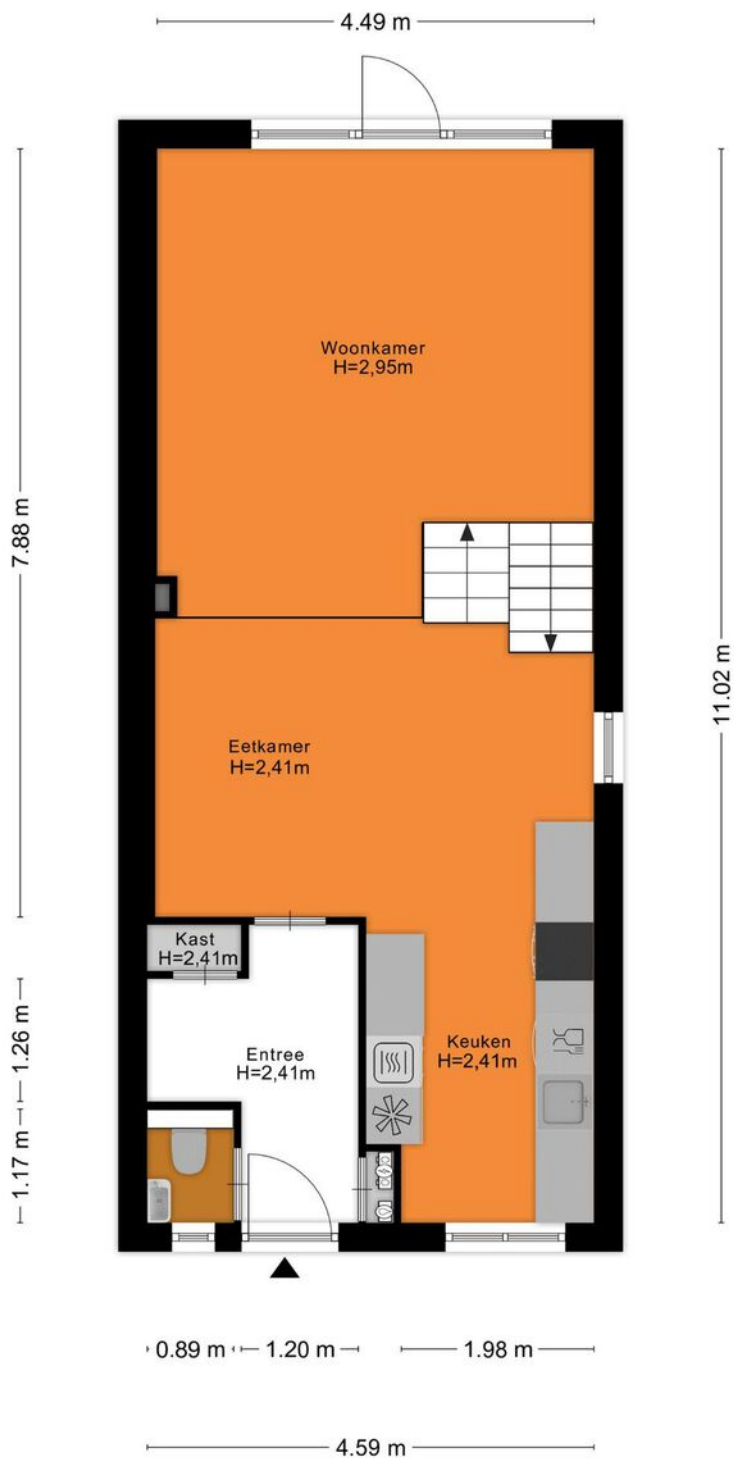 4.49 m
Woonkamer
H=2,95m
7.88 m
11.02 m
Eetkamer
H=2,41m
Kast
H=2,41m
Keuken
H=2,41m
Entree
H=2,41m
1.26 m
1.17 m
0.89 m
1.20 m
1.98 m
4.59 m